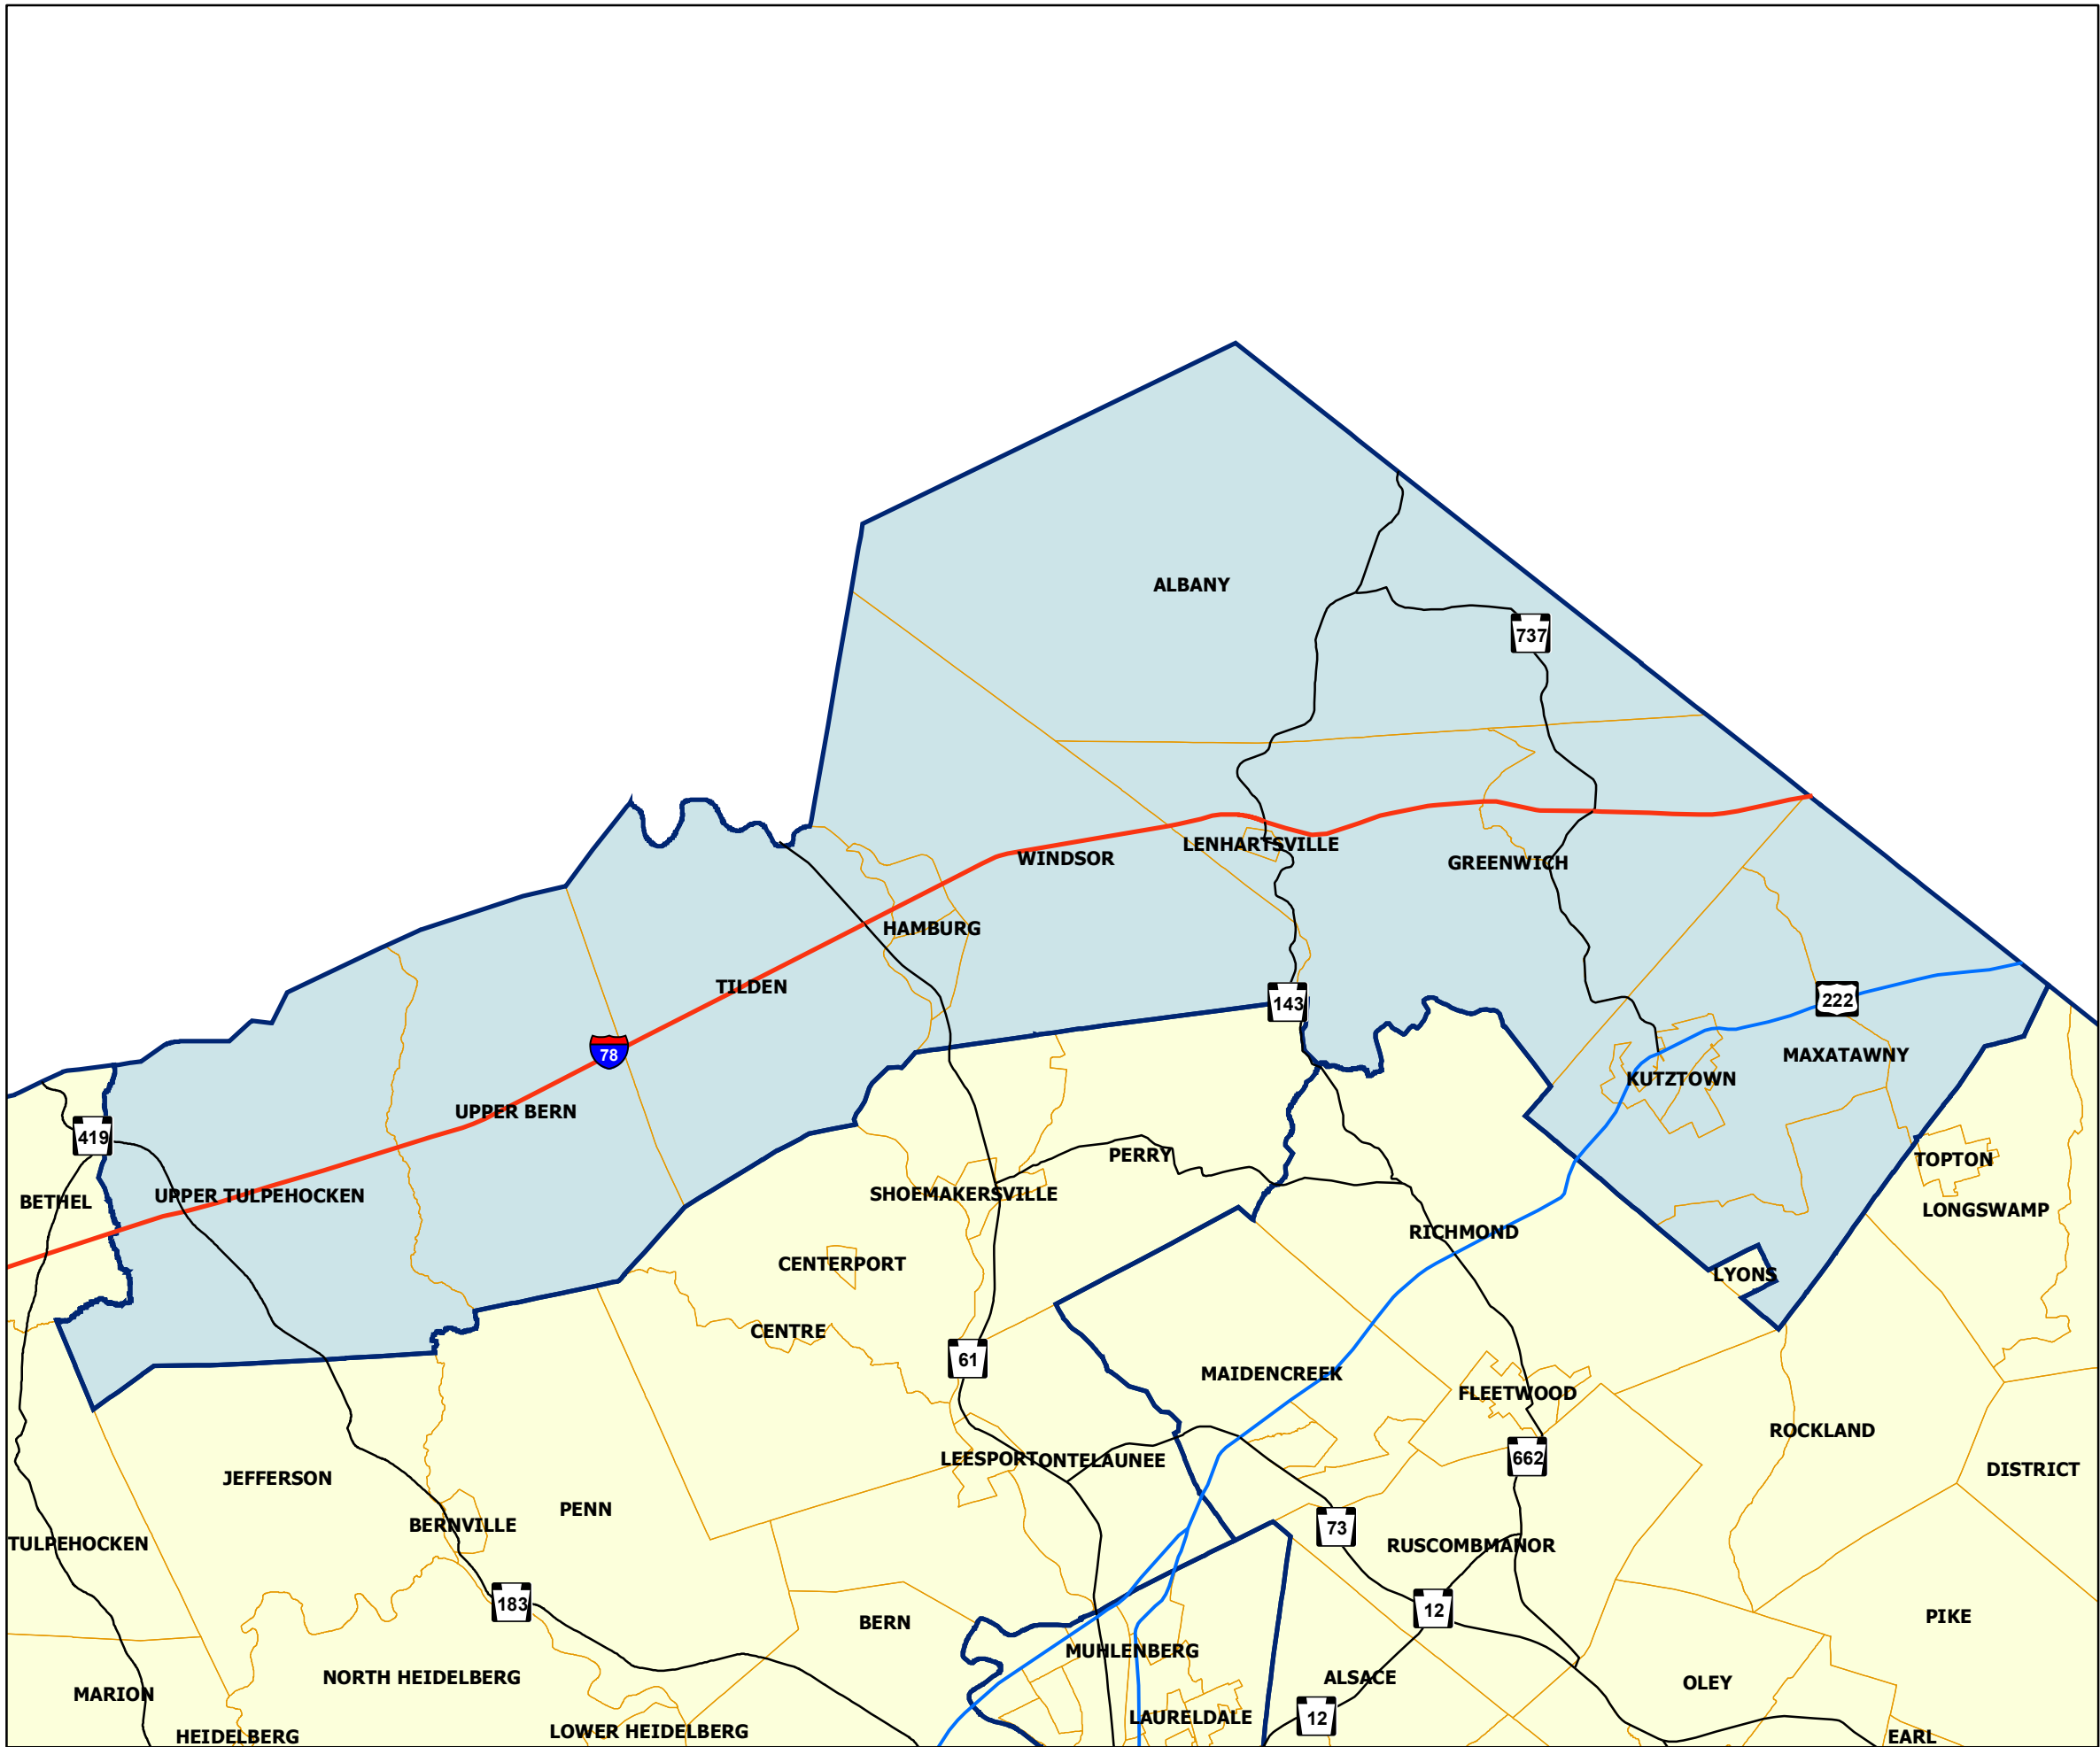 ALBANY
737
LENHARTSVILLE
WINDSOR
GREENWICH
HAMBURG
TILDEN
222
143
78
MAXATAWNY
KUTZTOWN
UPPER BERN
419
PERRY
TOPTON
UPPER TULPEHOCKEN
SHOEMAKERSVILLE
BETHEL
LONGSWAMP
RICHMOND
CENTERPORT
LYONS
CENTRE
61
MAIDENCREEK
FLEETWOOD
ROCKLAND
LEESPORT
ONTELAUNEE
662
DISTRICT
JEFFERSON
PENN
BERNVILLE
73
TULPEHOCKEN
RUSCOMBMANOR
183
12
PIKE
BERN
MUHLENBERG
NORTH HEIDELBERG
ALSACE
OLEY
MARION
12
LAURELDALE
HEIDELBERG
LOWER HEIDELBERG
EARL